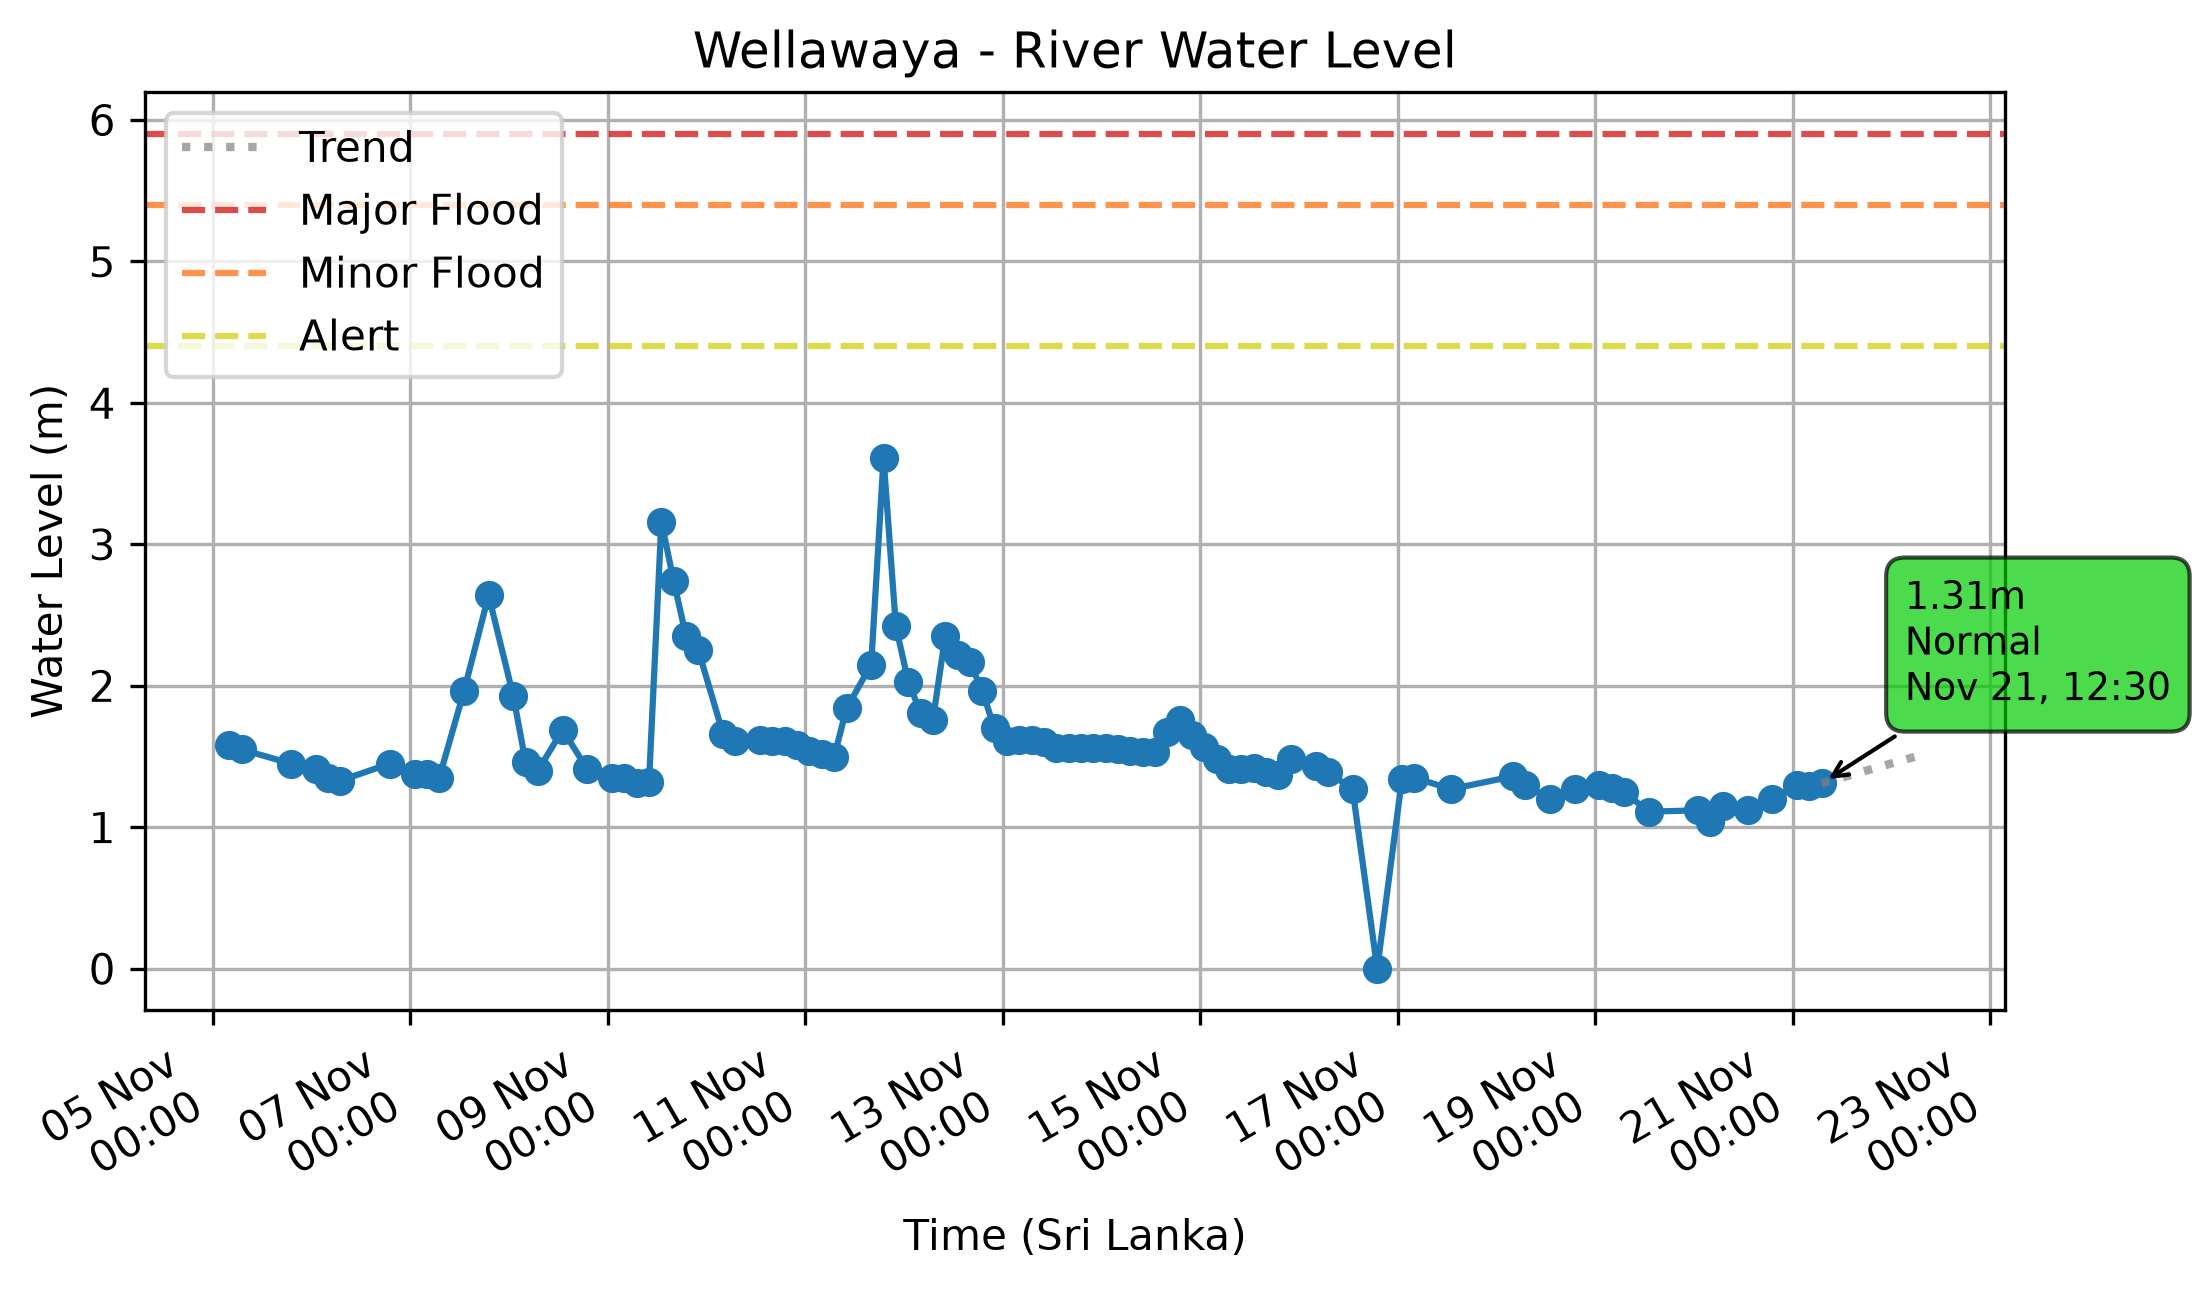 Wellawaya - River Water Level
Trend
Major Flood
Minor Flood
Alert
6
5
4
3
2
1
0
Water Level (m)
1.31m
Normal
Nov 21, 12:30
05 Nov
00:00
07 Nov
00:00
09 Nov
00:00
11 Nov
00:00
13 Nov
00:00
15 Nov
00:00
17 Nov
00:00
19 Nov
00:00
21 Nov
00:00
23 Nov
00:00
Time (Sri Lanka)